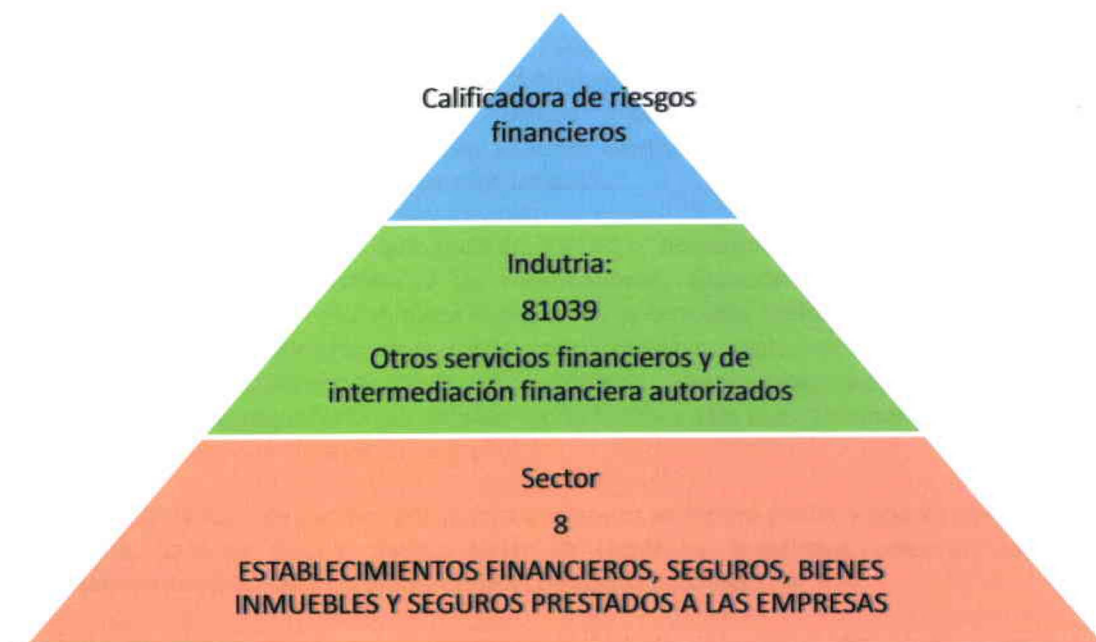 Calificadora de riesgos
financieros
Indutria:
81039
Otros servicios financieros y de
intermediación financiera autorizados
Sector
8
ESTABLECIMIENTOS FINANCIEROS, SEGUROS, BIENES
INMUEBLES Y SEGUROS PRESTADOS A LAS EMPRESAS